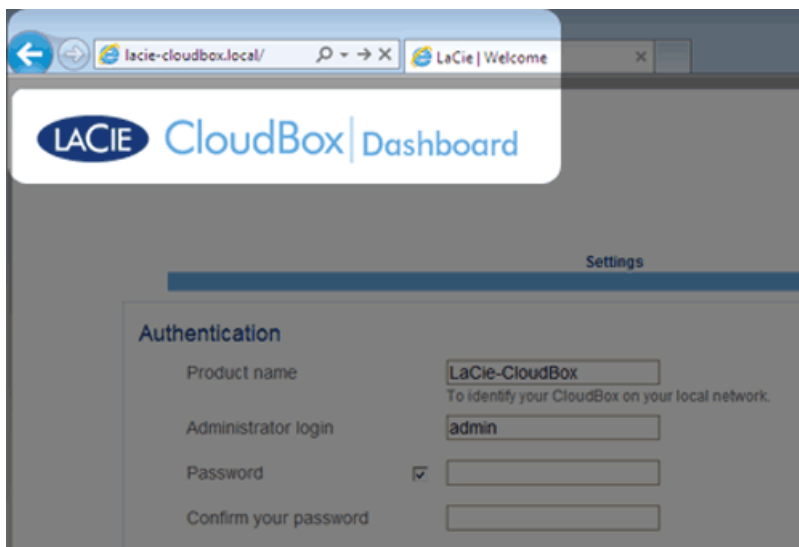 lacie-cloudbox.local/
LaCie | Welcome
LACIE CloudBox | Dashboard
Settings
Authentication
Product name LaCie-CloudBox
To identify your CloudBox on your local network.
Administrator login admin
Password
Confirm your password